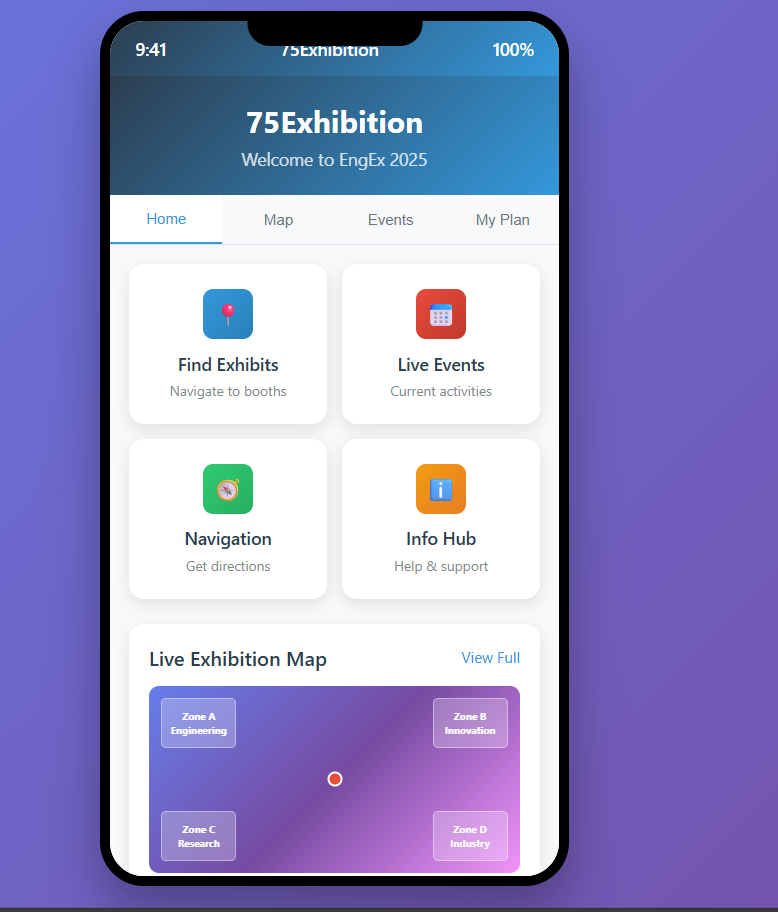 9:41 75Exhibition 100%
75Exhibition
Welcome to EngEx 2025
Home Map Events My Plan
Find Exhibits
Navigate to booths
Live Events
Current activities
Navigation
Get directions
Info Hub
Help & support
Live Exhibition Map View Full
Zone A
Engineering
Zone B
Innovation
Zone C
Research
Zone D
Industry